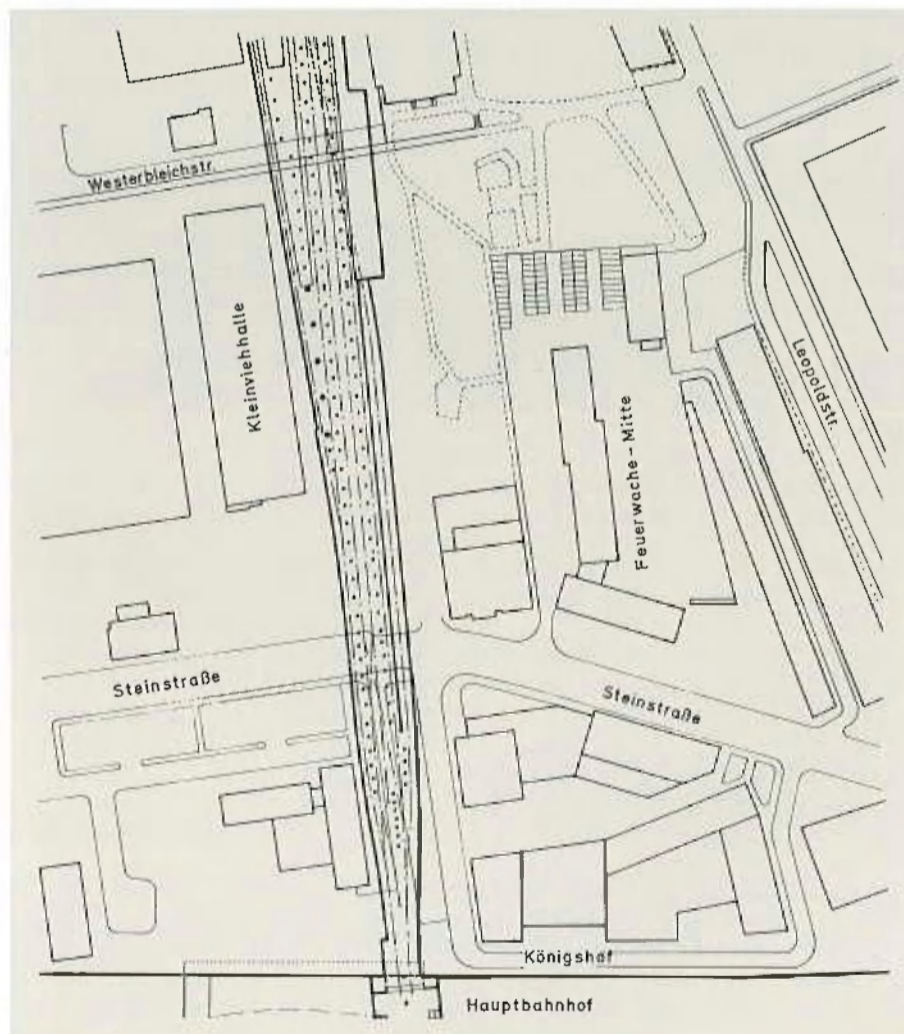 Westerbleichstr.
Kleinviehhalle
Leopoldstr.
Feuerwache-Mitte
Steinstraße
Steinstraße
Königshof
Hauptbahnhof